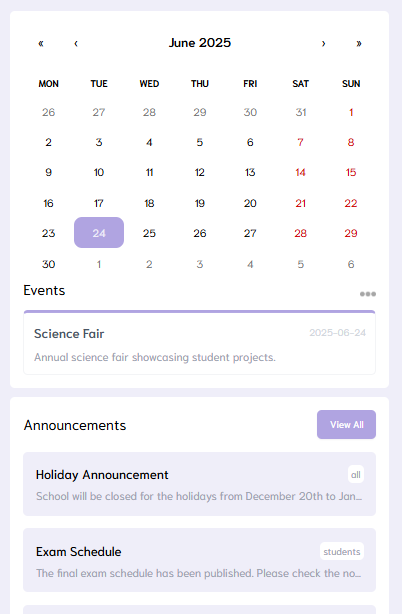 « ‹ June 2025 › »
MON TUE WED THU FRI SAT SUN
26 27 28 29 30 31 1
2 3 4 5 6 7 8
9 10 11 12 13 14 15
16 17 18 19 20 21 22
23 24 25 26 27 28 29
30 1 2 3 4 5 6
Events
Science Fair 2025-06-24
Annual science fair showcasing student projects.
Announcements View All
Holiday Announcement all
School will be closed for the holidays from December 20th to Jan...
Exam Schedule students
The final exam schedule has been published. Please check the no...